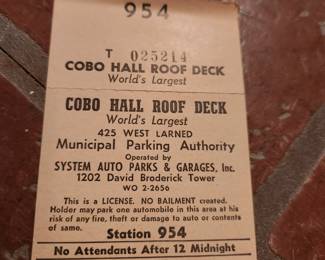 954
T 025214
COBO HALL ROOF DECK
World's Largest
COBO HALL ROOF DECK
World's Largest
425 WEST LARNED
Municipal Parking Authority
Operated by
SYSTEM AUTO PARKS & GARAGES, Inc.
1202 David Broderick Tower
WO 2-2656
This is a LICENSE. NO BAILMENT created.
Holder may park one automobile in this area at
his risk of any fire, theft or damage to auto or contents
of same.
Station 954
No Attendants After 12 Midnight